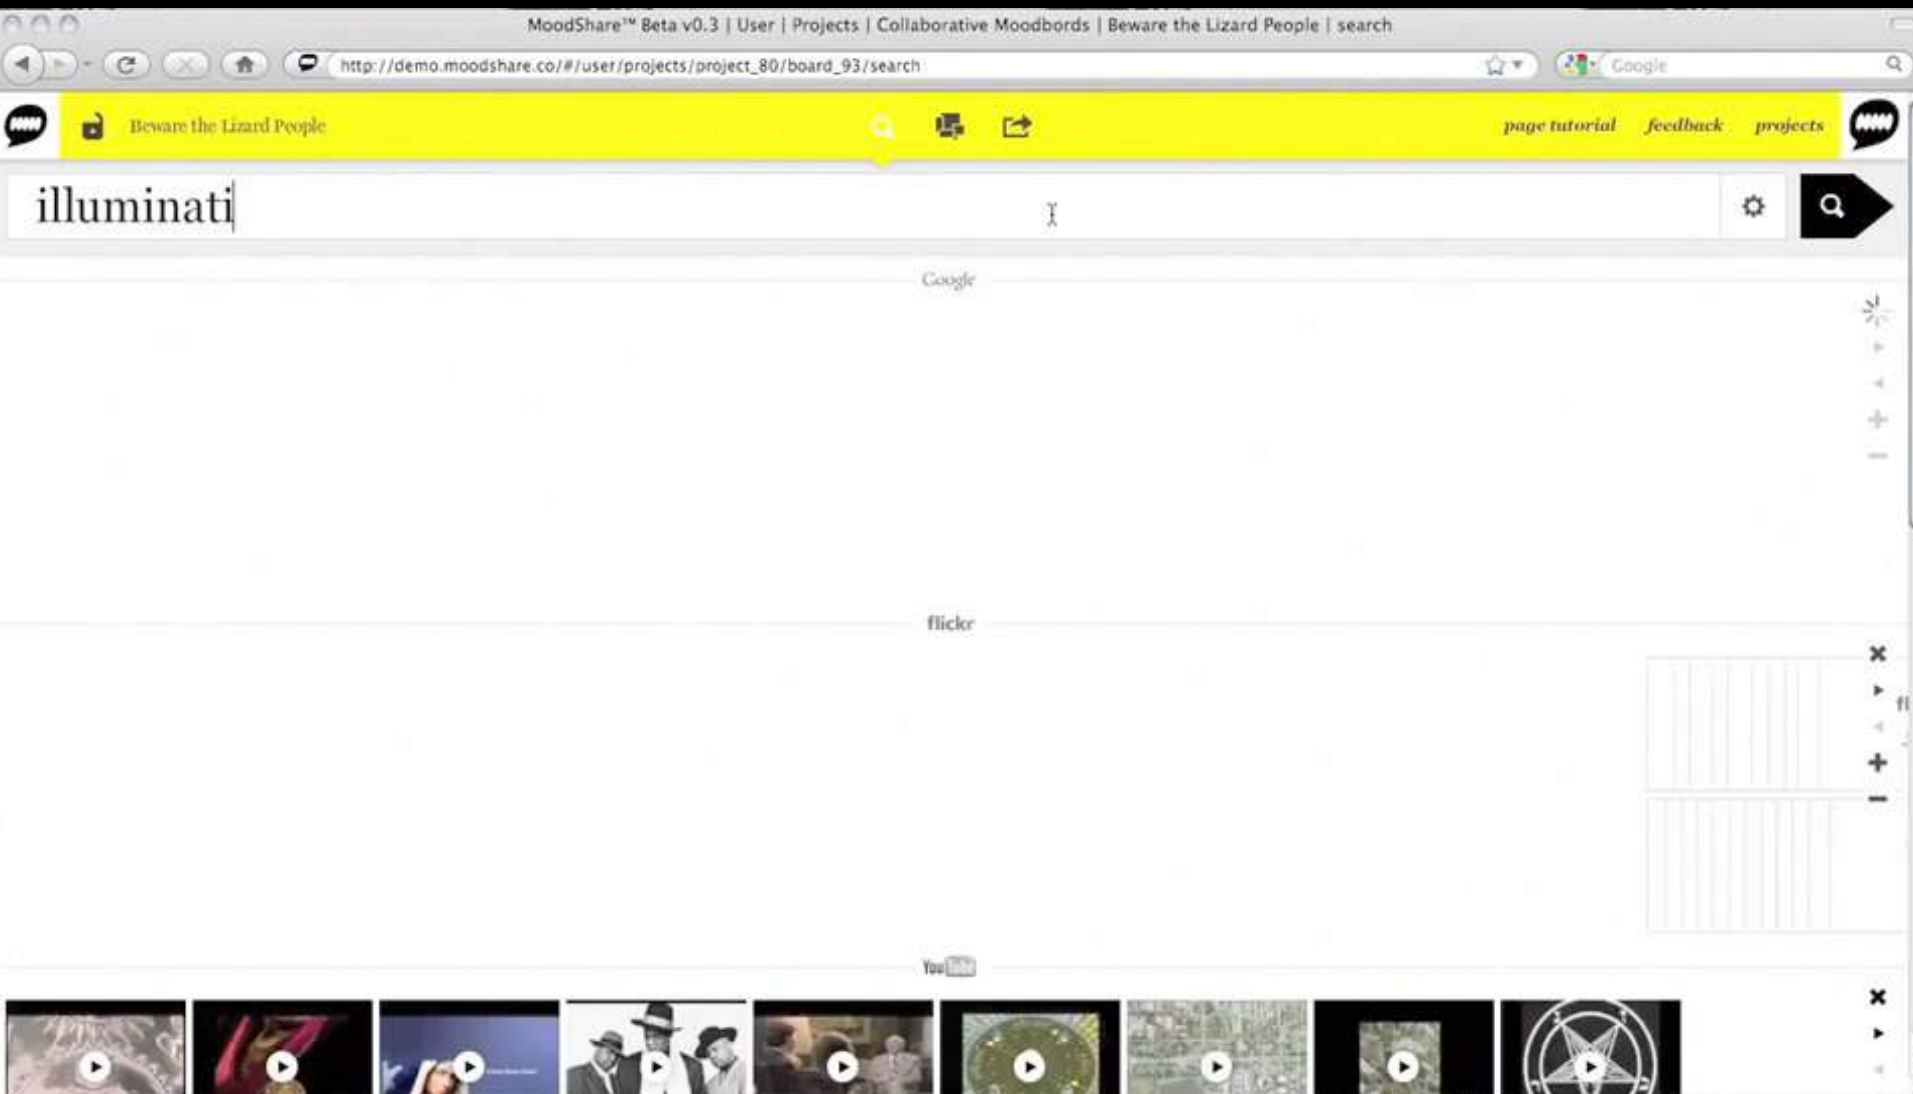 MoodShare™ Beta v0.3 | User | Projects | Collaborative Moodbords | Beware the Lizard People | search
http://demo.moodshare.co/#/user/projects/project_80/board_93/search
Google
Beware the Lizard People
page tutorial feedback projects
illuminati
Google
flickr
fl
YouTube